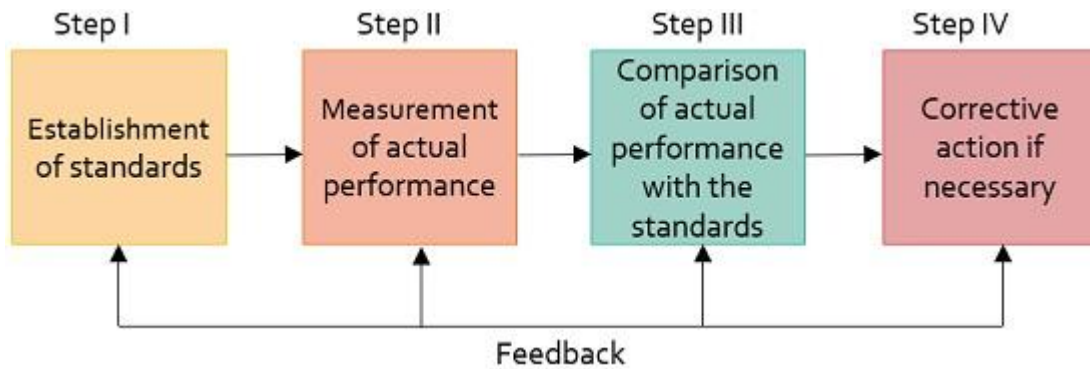 Step I
Establishment
of standards
Step II
Measurement
of actual
performance
Step III
Comparison
of actual
performance
with the
standards
Step IV
Corrective
action if
necessary
Feedback